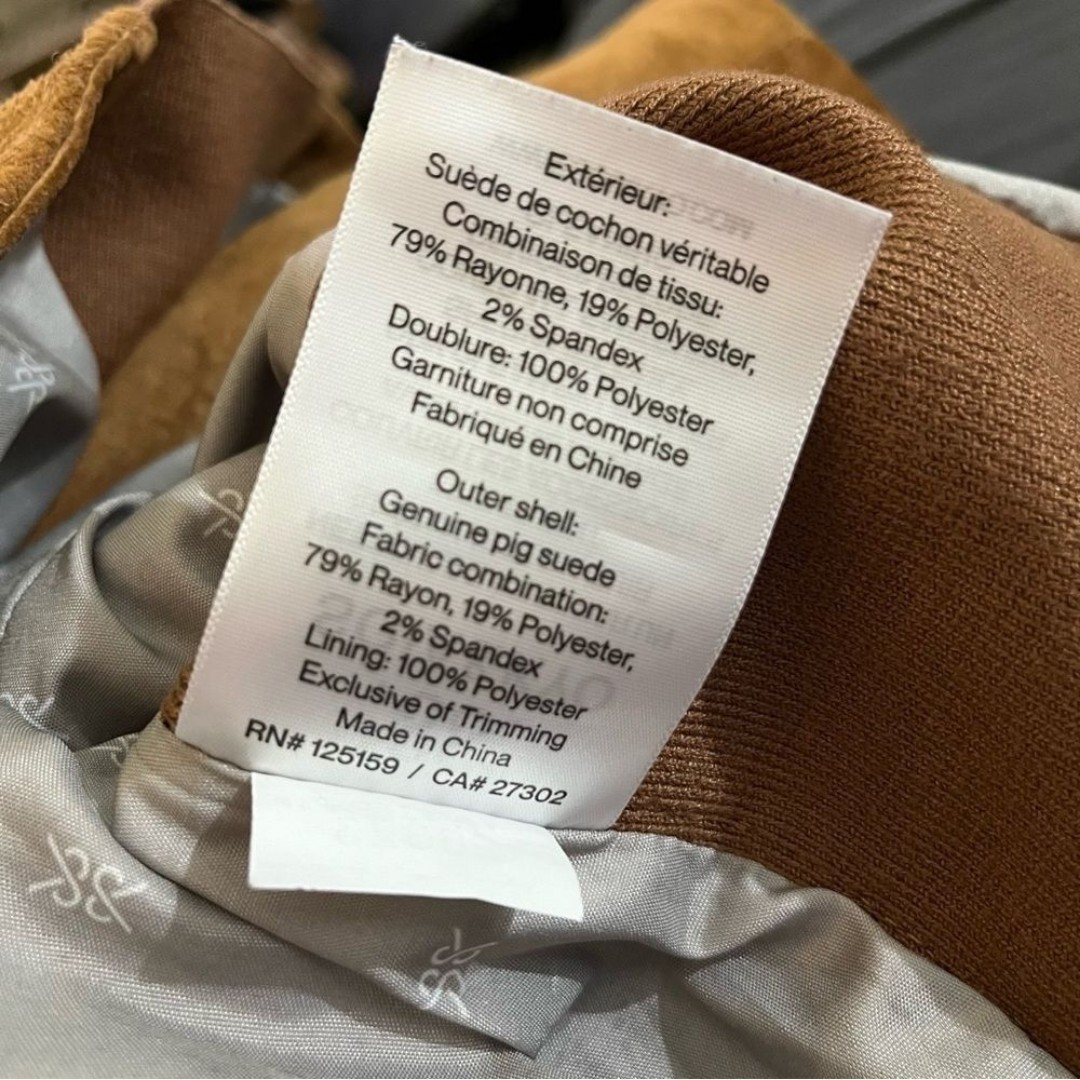 Extérieur:
Suède de cochon véritable
Combinaison de tissu:
79% Rayonne, 19% Polyester,
2% Spandex
Doublure: 100% Polyester
Garniture non comprise
Fabriqué en Chine
Outer shell:
Genuine pig suede
Fabric combination:
79% Rayon, 19% Polyester,
2% Spandex
Lining: 100% Polyester
Exclusive of Trimming
Made in China
RN# 125159 / CA# 27302